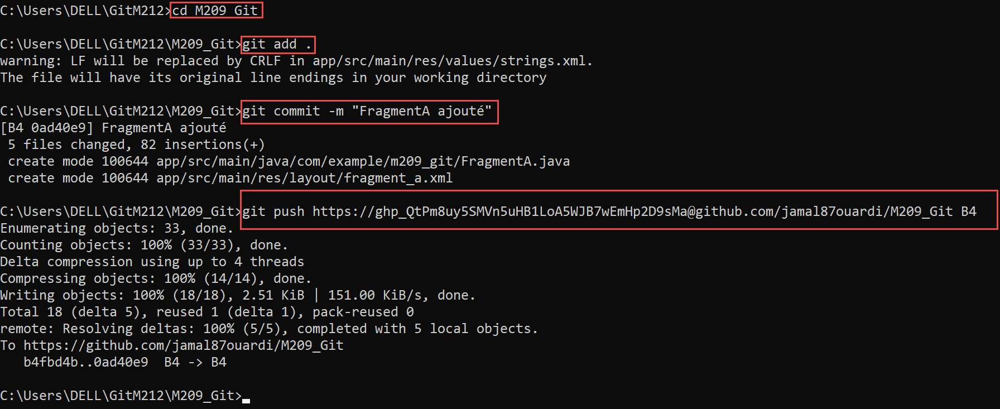 C:\Users\DELL\GitM212>cd M209 Git
C:\Users\DELL\GitM212\M209_Git>git add .
warning: LF will be replaced by CRLF in app/src/main/res/values/strings.xml.
The file will have its original line endings in your working directory
C:\Users\DELL\GitM212\M209_Git>git commit -m "FragmentA ajouté"
[B4 0ad40e9] FragmentA ajouté
5 files changed, 82 insertions(+)
create mode 100644 app/src/main/java/com/example/m209_git/FragmentA.java
create mode 100644 app/src/main/res/layout/fragment_a.xml
C:\Users\DELL\GitM212\M209_Git>git push https://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@github.com/jamal87ouardi/M209_Git B4
Enumerating objects: 33, done.
Counting objects: 100% (33/33), done.
Delta compression using up to 4 threads
Compressing objects: 100% (14/14), done.
Writing objects: 100% (18/18), 2.51 KiB | 151.00 KiB/s, done.
Total 18 (delta 5), reused 1 (delta 1), pack-reused 0
remote: Resolving deltas: 100% (5/5), completed with 5 local objects.
To https://github.com/jamal87ouardi/M209_Git
b4fbd4b..0ad40e9  B4 -> B4
C:\Users\DELL\GitM212\M209_Git>